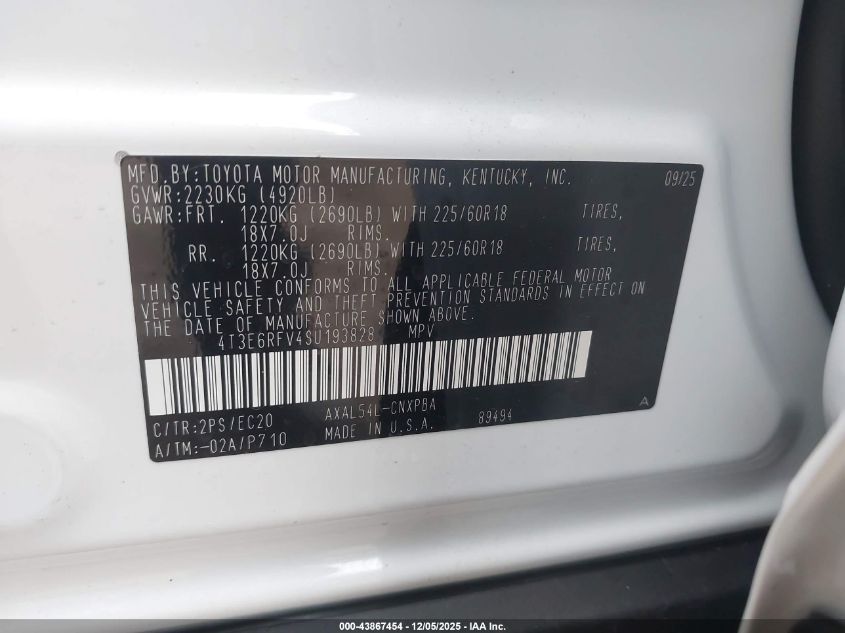 MFD.BY:TOYOTA MOTOR MANUFACTURING, KENTUCKY, INC. 09/25
GVWR:2230KG (4920LB)
GAWR:FRT. 1220KG (2690LB) WITH 225/60R18 TIRES,
18X7.0J RIMS.
RR. 1220KG (2690LB) WITH 225/60R18 TIRES,
18X7.0J RIMS.
THIS VEHICLE CONFORMS TO ALL APPLICABLE FEDERAL MOTOR
VEHICLE SAFETY AND THEFT-PREVENTION STANDARDS IN EFFECT ON
THE DATE OF MANUFACTURE SHOWN ABOVE.
4T3E6RFV4SU193828 MPV
A
C/TR:2PS/EC20 AXAL54L-CNXPBA 89494
A/TM:-02A/P710 MADE IN U.S.A.
000-43867454 - 12/05/2025 - IAA Inc.